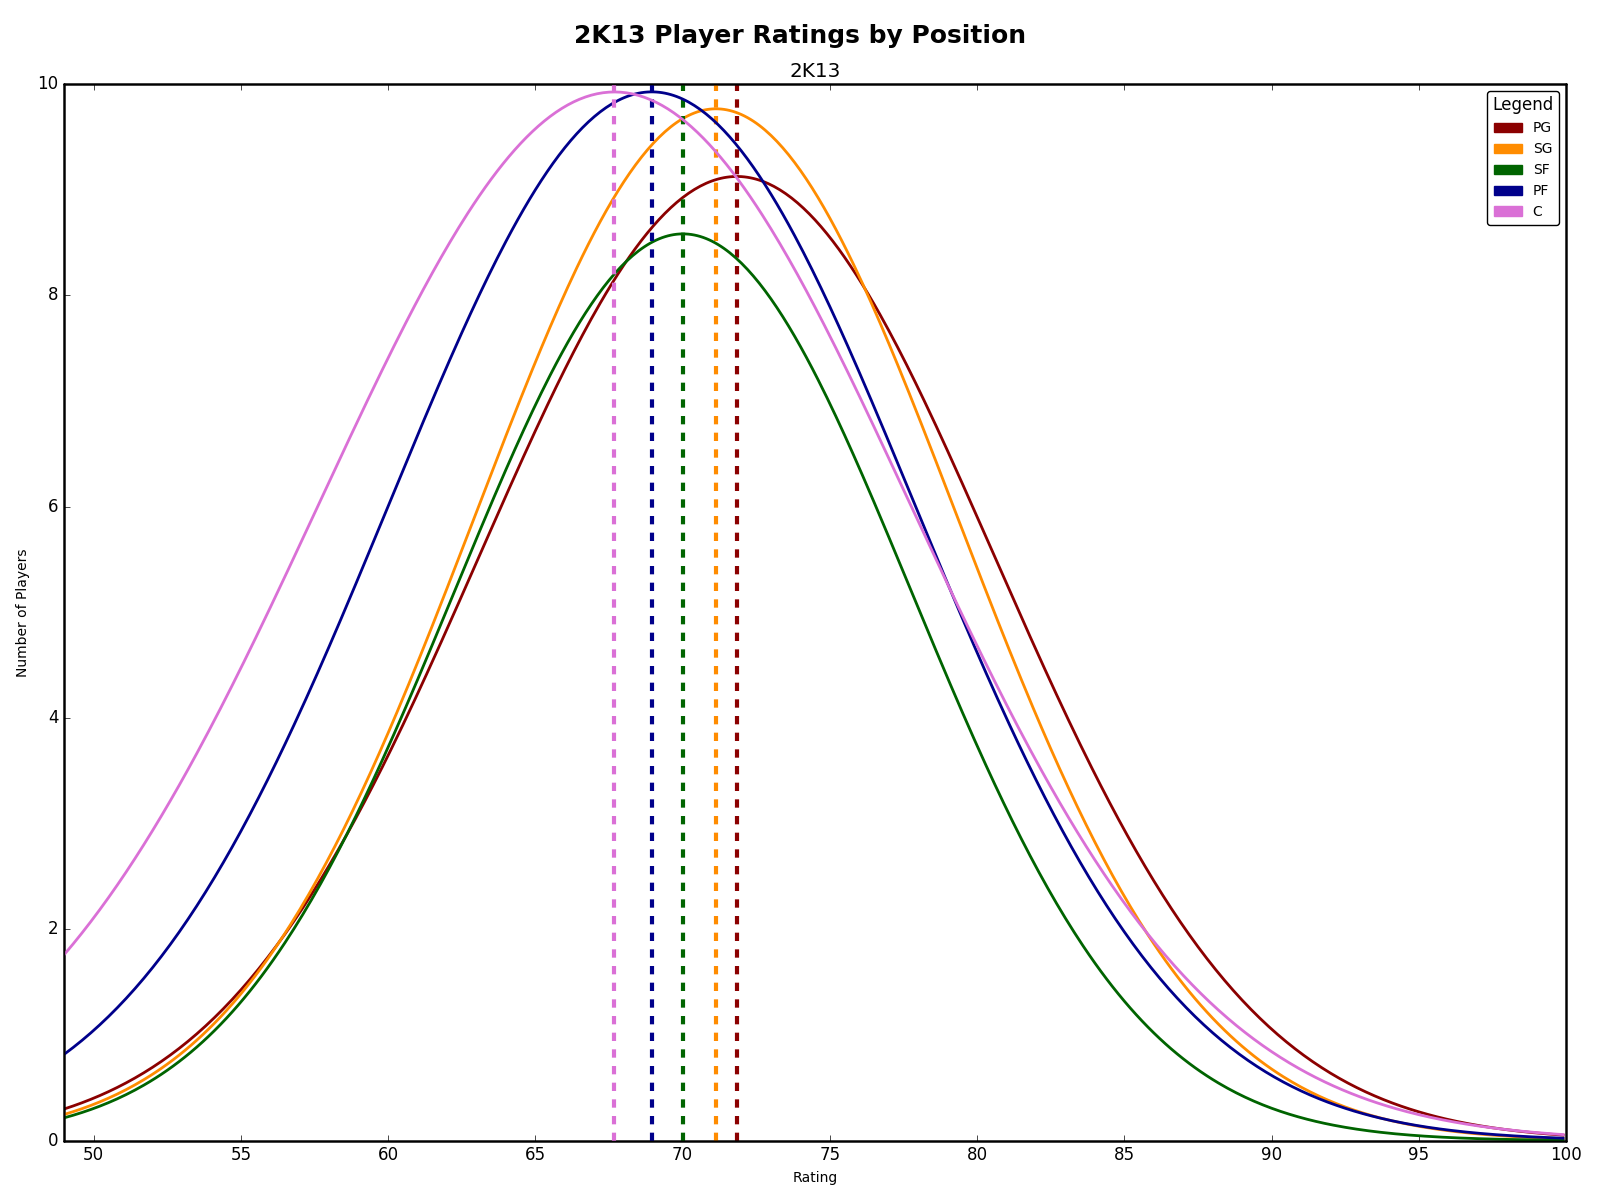 2K13 Player Ratings by Position
2K13
Legend
PG
SG
SF
PF
C
10
8
6
4
2
0
Number of Players
50 55 60 65 70 75 80 85 90 95 100
Rating